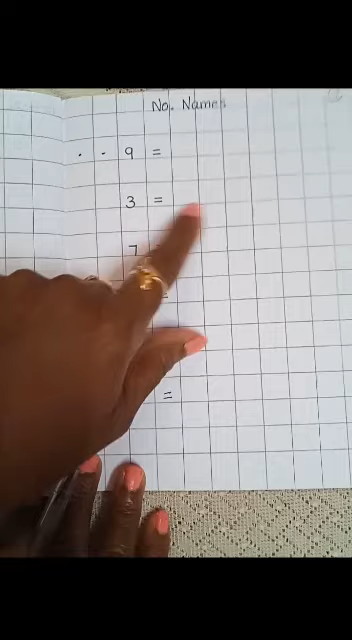 No. Names
. . 9 =
3 =
7
=